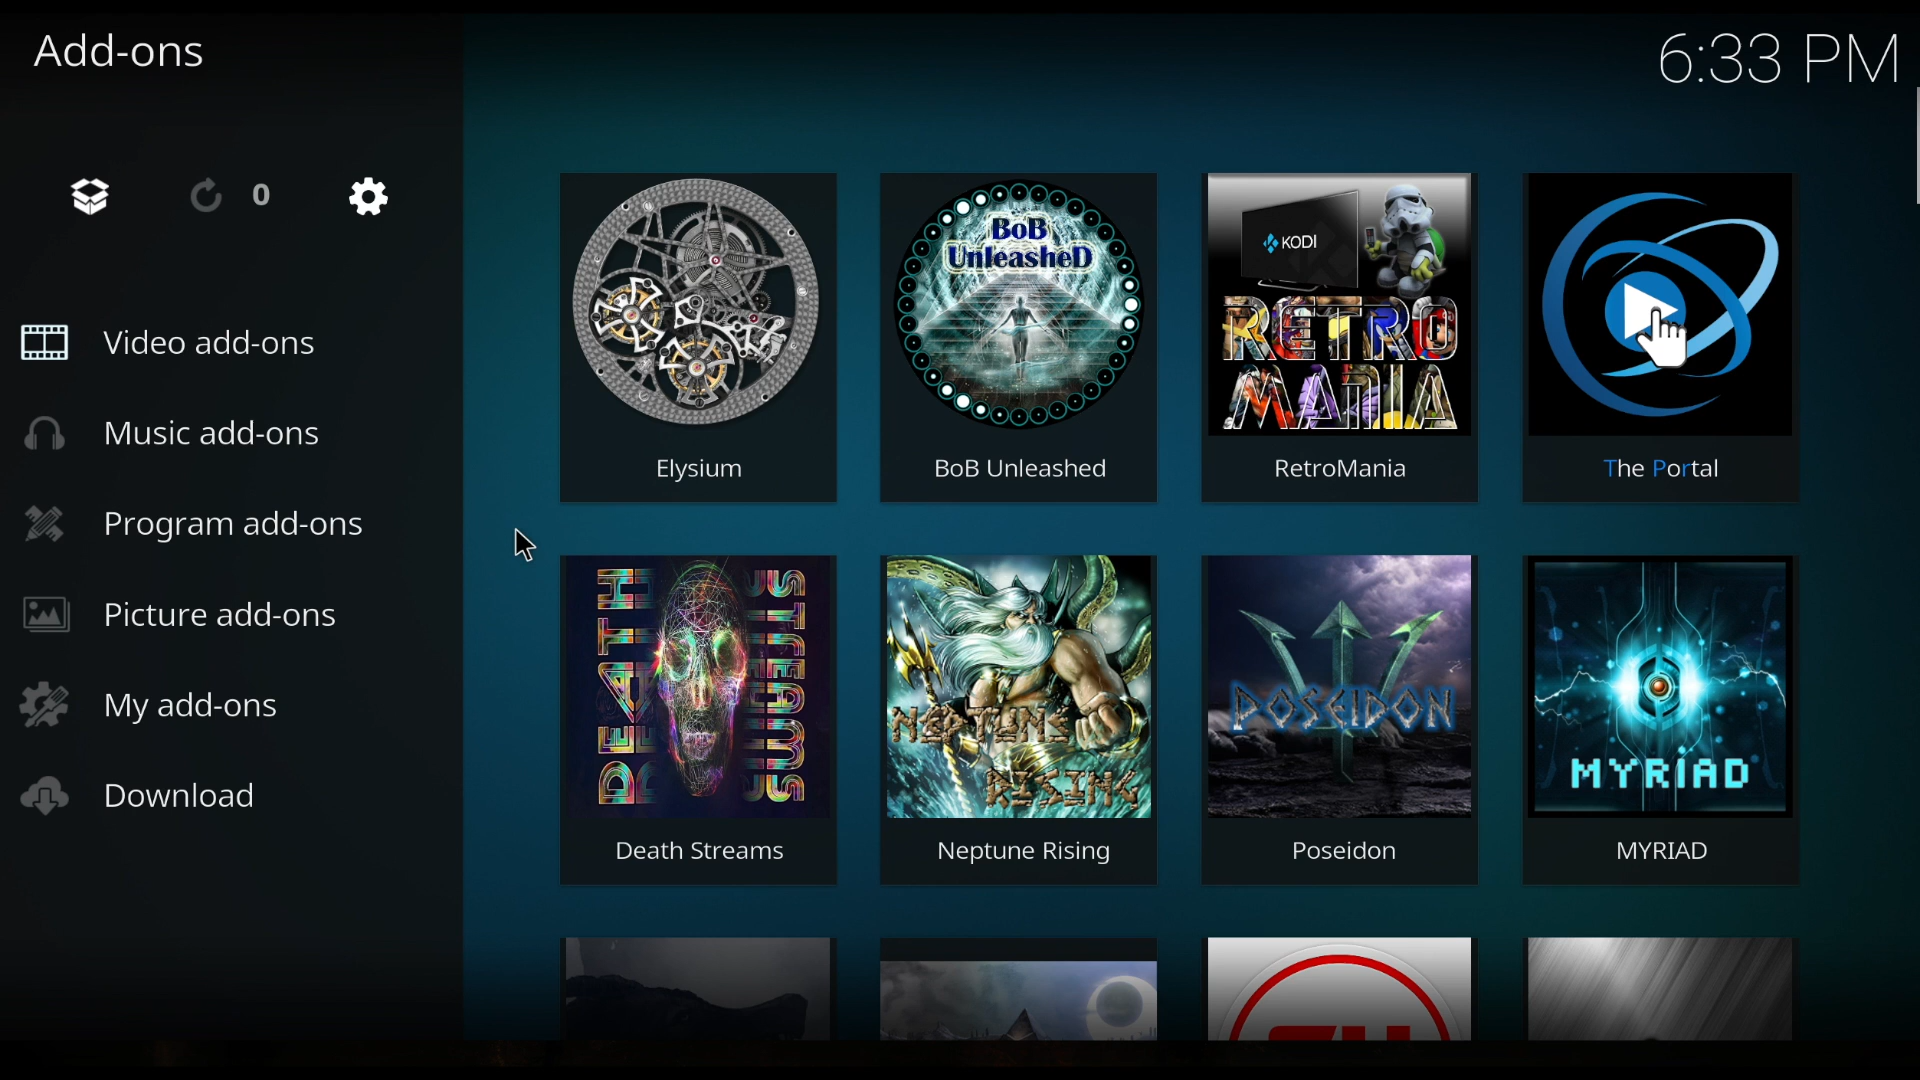 Add-ons
6:33 PM
0
Video add-ons
Music add-ons
Program add-ons
Picture add-ons
My add-ons
Download
BoB
UnleasheD
KODI
RETRO
MANIA
Elysium
BoB Unleashed
RetroMania
The Portal
DEATH
STREAMS
NEPTUNE
RISING
POSEIDON
MYRIAD
Death Streams
Neptune Rising
Poseidon
MYRIAD